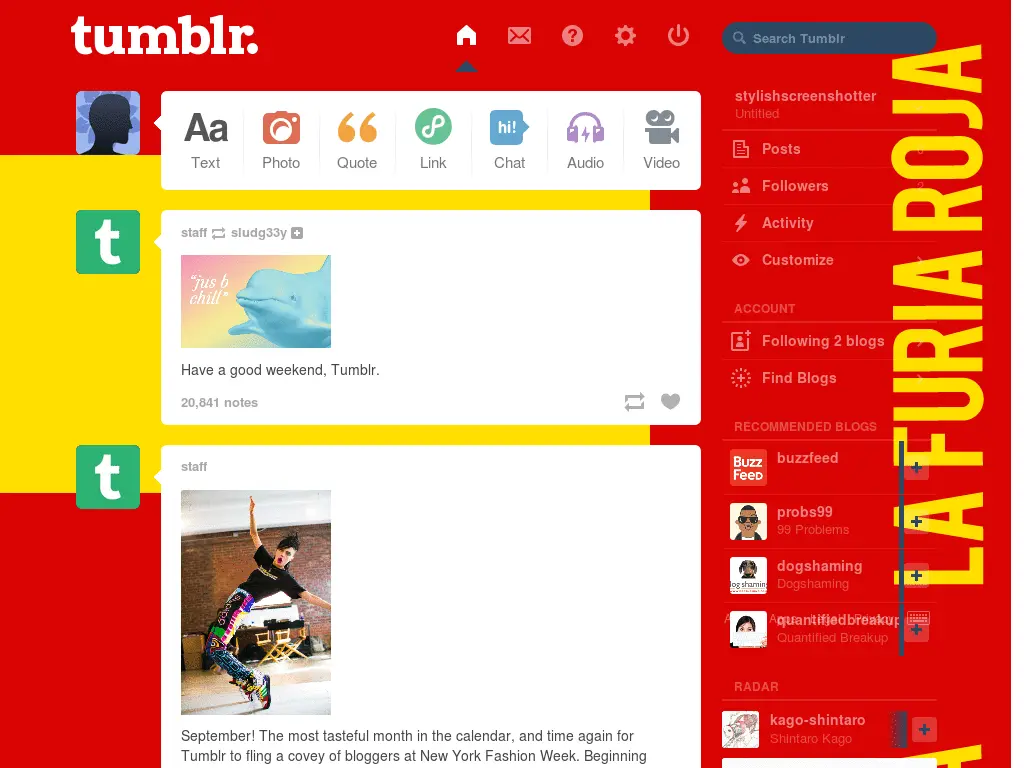 tumblr.
Search Tumblr
Aa
Text
Photo
Quote
Link
hi!
Chat
Audio
Video
stylishscreenshotter
Untitled
Posts
Followers
Activity
Customize
ACCOUNT
Following 2 blogs
Find Blogs
RECOMMENDED BLOGS
Buzz
Feed
buzzfeed
probs99
99 Problems
dogshaming
Dogshaming
quantifiedbreakup
Quantified Breakup
RADAR
kago-shintaro
Shintaro Kago
LA FURIA ROJA
t
staff sludg33y
"jus b
chill"
Have a good weekend, Tumblr.
20,841 notes
t
staff
September! The most tasteful month in the calendar, and time again for
Tumblr to fling a covey of bloggers at New York Fashion Week. Beginning